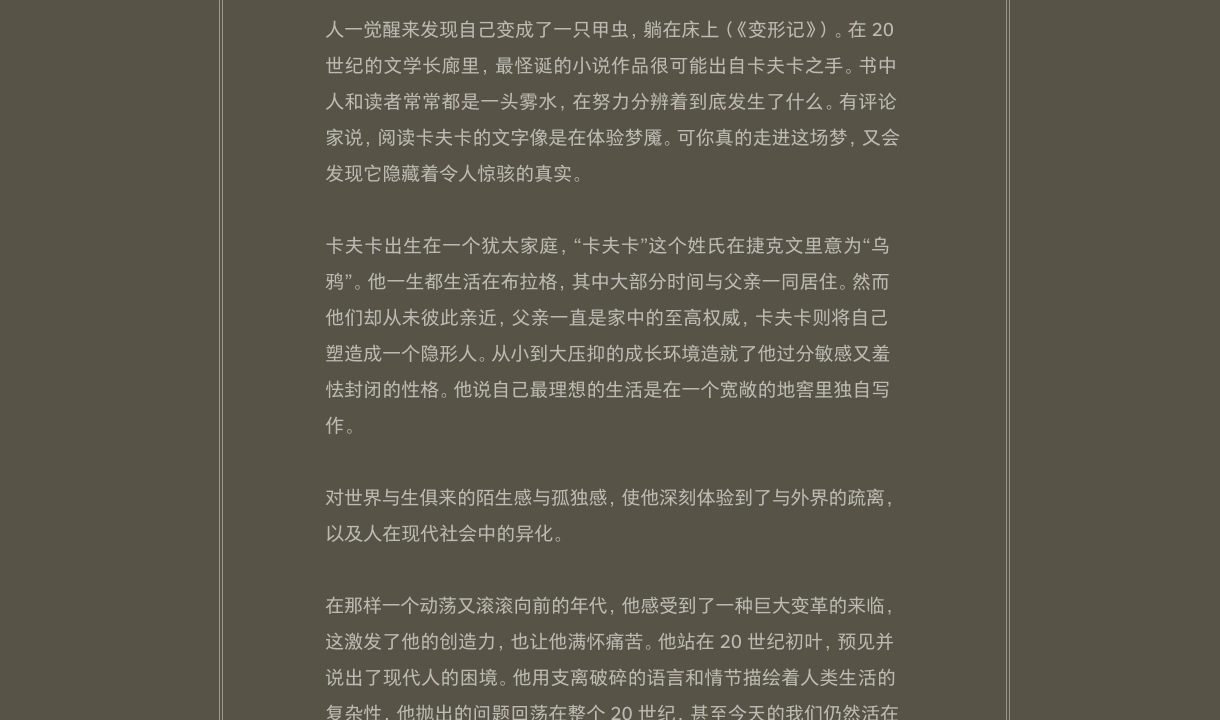 人一觉醒来发现自己变成了一只甲虫，躺在床上（《变形记》）。在 20
世纪的文学长廊里，最怪诞的小说作品很可能出自卡夫卡之手。书中
人和读者常常都是一头雾水，在努力分辨着到底发生了什么。有评论
家说，阅读卡夫卡的文字像是在体验梦魇。可你真的走进这场梦，又会
发现它隐藏着令人惊骇的真实。
卡夫卡出生在一个犹太家庭，“卡夫卡”这个姓氏在捷克文里意为“乌
鸦”。他一生都生活在布拉格，其中大部分时间与父亲一同居住。然而
他们却从未彼此亲近，父亲一直是家中的至高权威，卡夫卡则将自己
塑造成一个隐形人。从小到大压抑的成长环境造就了他过分敏感又羞
怯封闭的性格。他说自己最理想的生活是在一个宽敞的地窖里独自写
作。
对世界与生俱来的陌生感与孤独感，使他深刻体验到了与外界的疏离，
以及人在现代社会中的异化。
在那样一个动荡又滚滚向前的年代，他感受到了一种巨大变革的来临，
这激发了他的创造力，也让他满怀痛苦。他站在 20 世纪初叶，预见并
说出了现代人的困境。他用支离破碎的语言和情节描绘着人类生活的
复杂性，他抛出的问题回荡在整个 20 世纪，甚至今天的我们仍然活在